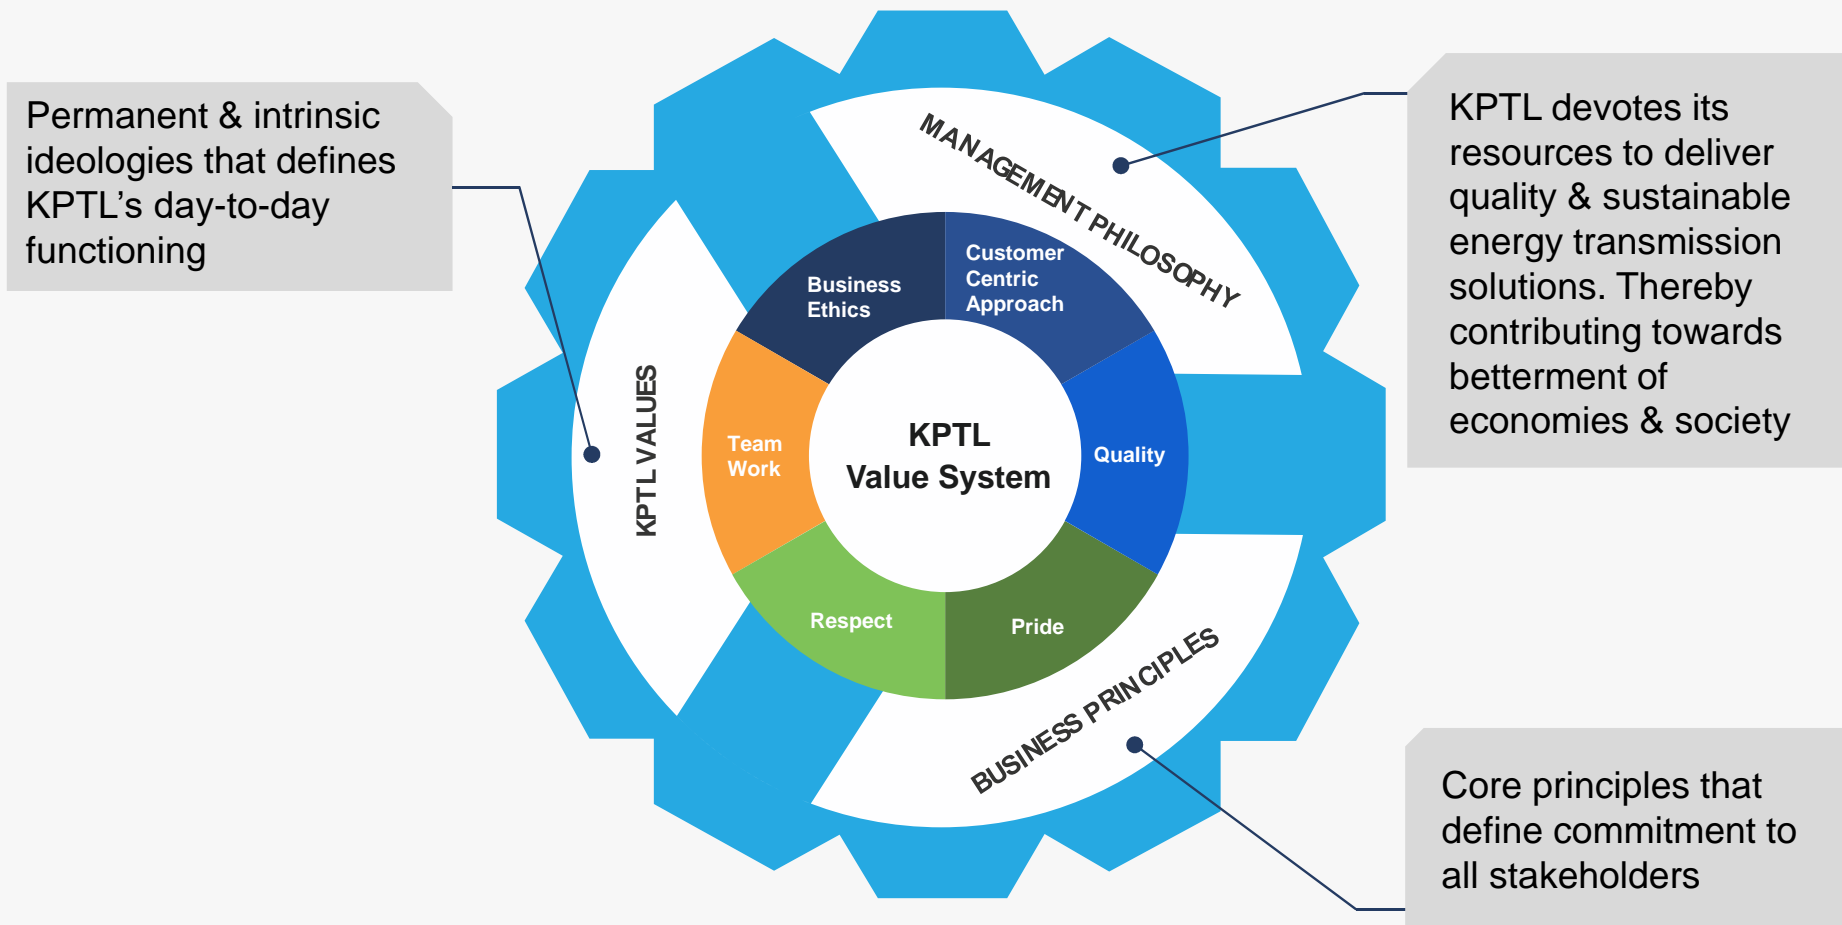 Permanent & intrinsic
ideologies that defines
KPTL’s day-to-day
functioning
MANAGEMENT PHILOSOPHY
KPTL devotes its
resources to deliver
quality & sustainable
energy transmission
solutions. Thereby
contributing towards
betterment of
economies & society
Business
Ethics
Customer
Centric
Approach
KPTL VALUES
Team
Work
KPTL
Value System
Quality
Respect
Pride
BUSINESS PRINCIPLES
Core principles that
define commitment to
all stakeholders